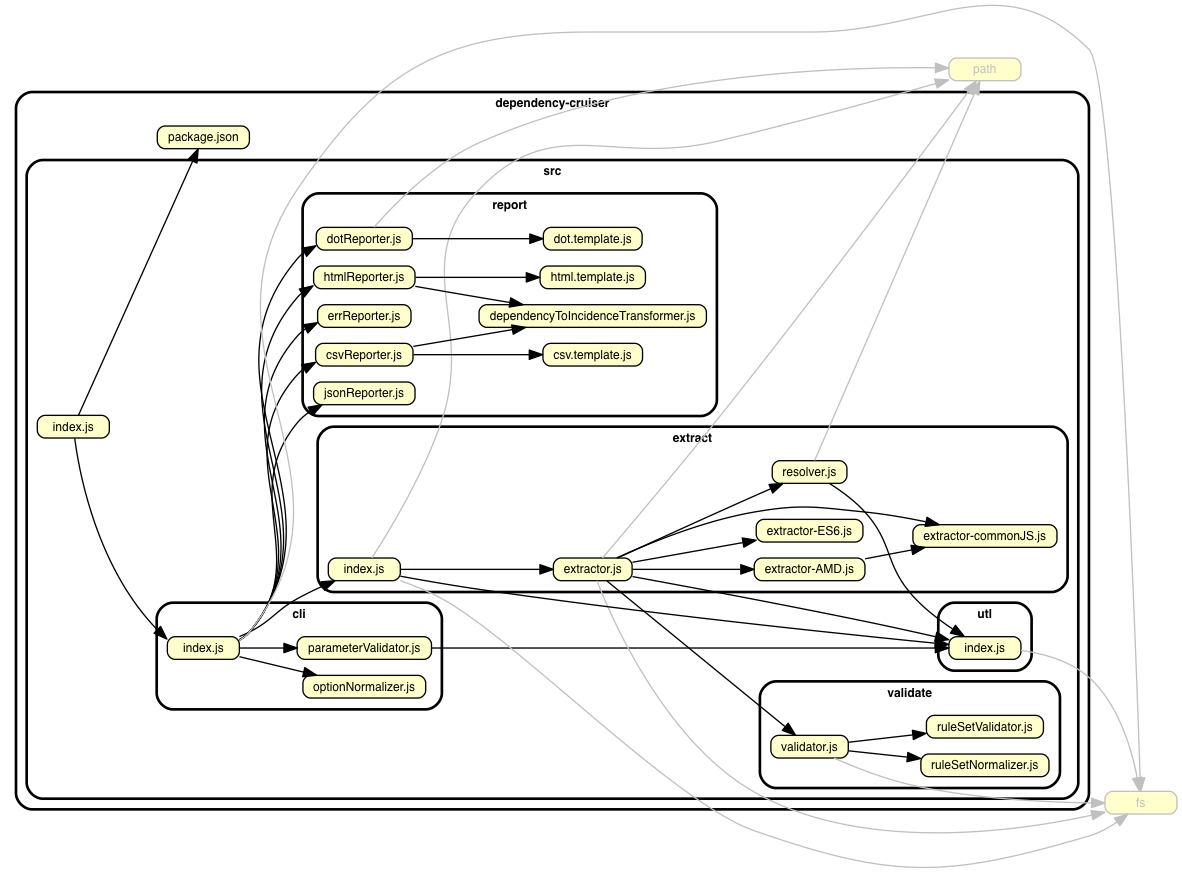 path
dependency-cruiser
package.json
src
report
dotReporter.js
dot.template.js
htmlReporter.js
html.template.js
errReporter.js
dependencyToIncidenceTransformer.js
csvReporter.js
csv.template.js
jsonReporter.js
index.js
extract
resolver.js
extractor-ES6.js
extractor-commonJS.js
index.js
extractor.js
extractor-AMD.js
cli
utl
index.js
parameterValidator.js
index.js
optionNormalizer.js
validate
ruleSetValidator.js
validator.js
ruleSetNormalizer.js
fs